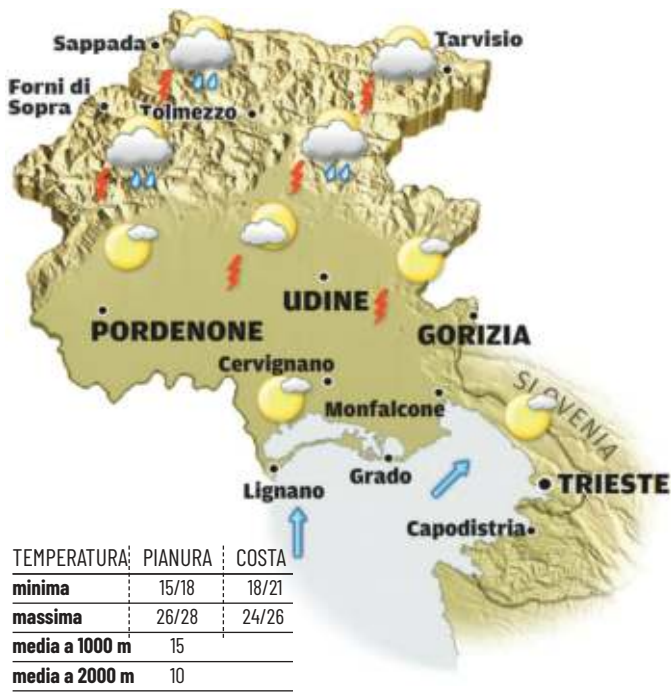 Sappada
Tarvisio
Forni di
Sopra
Tolmezzo
UDINE
PORDENONE
GORIZIA
Cervignano
SLOVENIA
Monfalcone
Grado
Lignano
TRIESTE
Capodistria
TEMPERATURA PIANURA COSTA
minima 15/18 18/21
massima 26/28 24/26
media a 1000 m 15
media a 2000 m 10